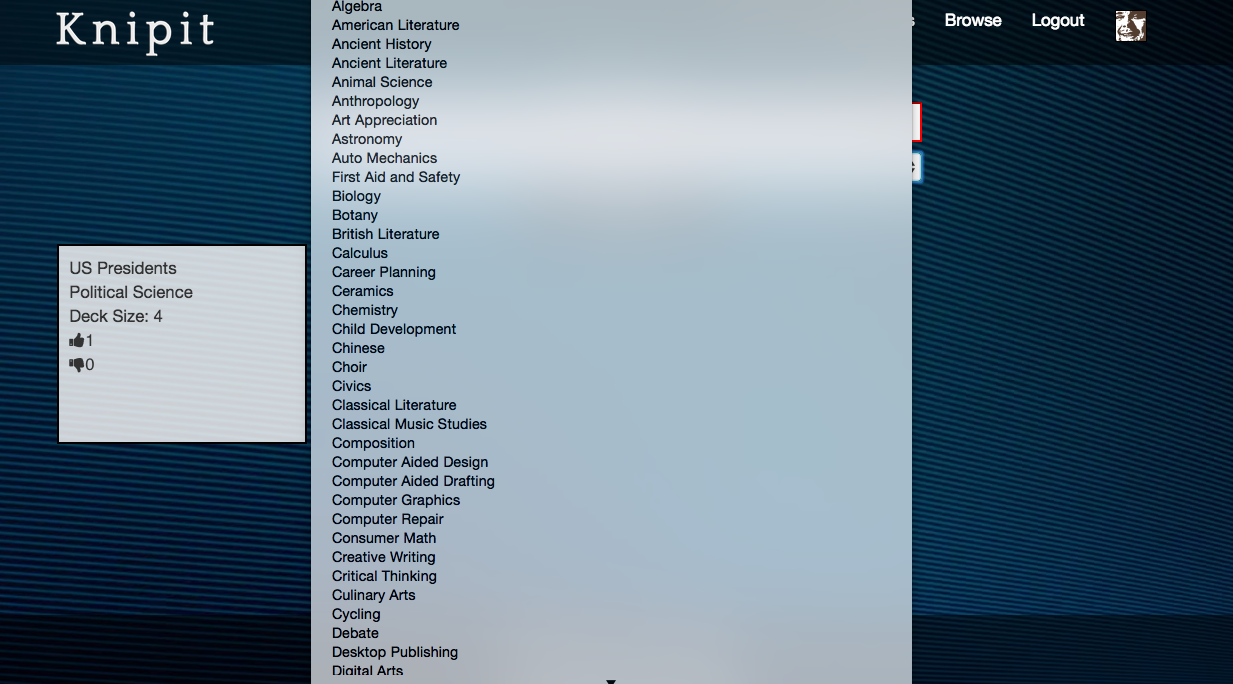 Knipit
Browse
Logout
US Presidents
Political Science
Deck Size: 4
1
0
Algebra
American Literature
Ancient History
Ancient Literature
Animal Science
Anthropology
Art Appreciation
Astronomy
Auto Mechanics
First Aid and Safety
Biology
Botany
British Literature
Calculus
Career Planning
Ceramics
Chemistry
Child Development
Chinese
Choir
Civics
Classical Literature
Classical Music Studies
Composition
Computer Aided Design
Computer Aided Drafting
Computer Graphics
Computer Repair
Consumer Math
Creative Writing
Critical Thinking
Culinary Arts
Cycling
Debate
Desktop Publishing
Digital Arts